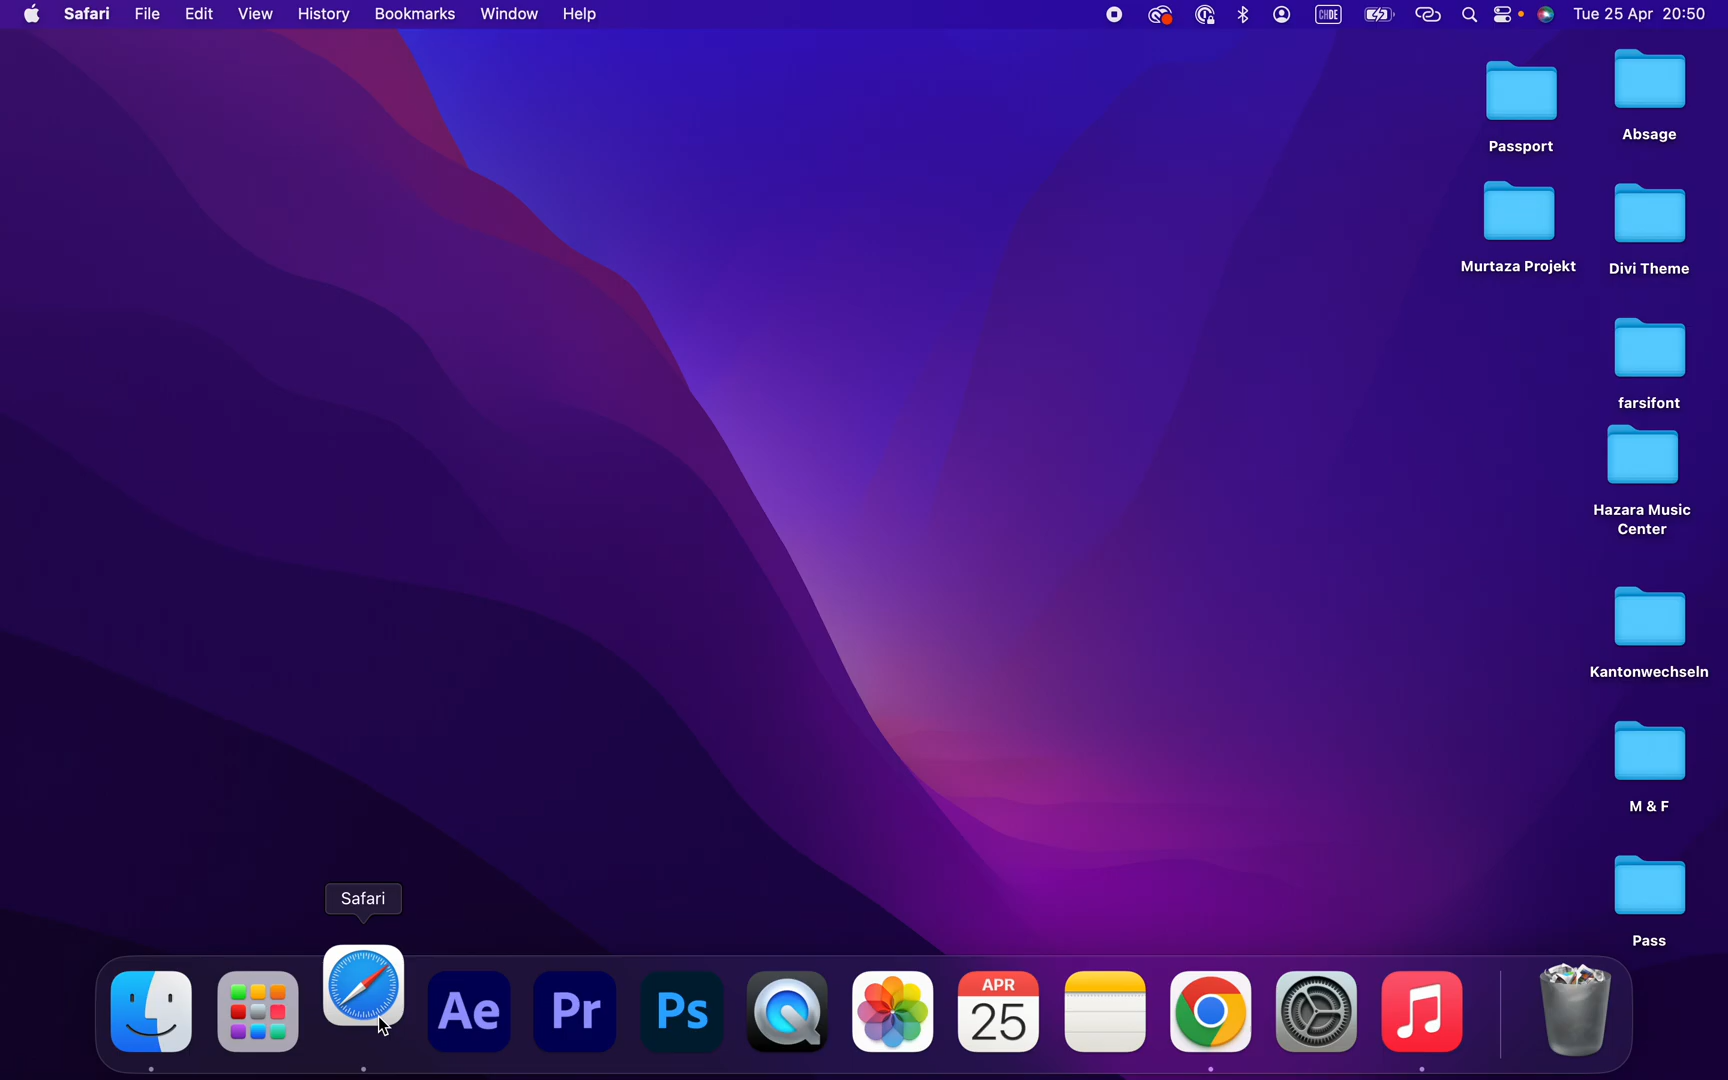 Safari File Edit View History Bookmarks Window Help CHDE Tue 25 Apr 20:50
Passport
Absage
Murtaza Projekt
Divi Theme
farsifont
Hazara Music
Center
Kantonwechseln
M & F
Pass
Safari
Ae
Pr
Ps
APR
25